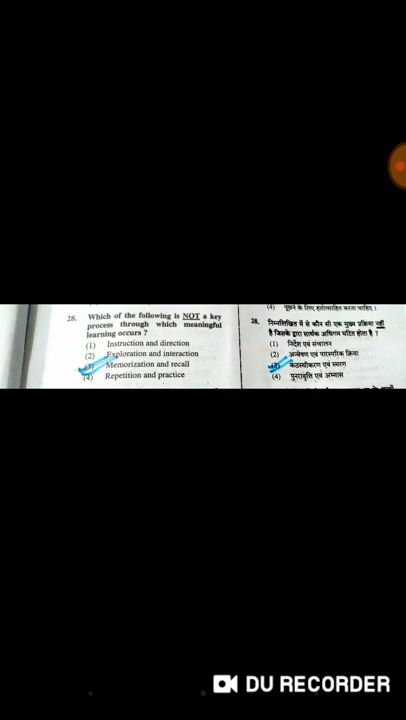 28. Which of the following is NOT a key
process through which meaningful
learning occurs ?
(1) Instruction and direction
(2) Exploration and interaction
(3) Memorization and recall
(4) Repetition and practice
(4) पूछने के लिए हतोत्साहित करना चाहिए ।
28. निम्नलिखित में से कौन सी एक मुख्य प्रक्रिया नहीं
है जिसके द्वारा सार्थक अधिगम घटित होता है ?
(1) निर्देश एवं संचालन
(2) अन्वेषण एवं पारस्परिक क्रिया
(3) कंठस्थीकरण एवं स्मरण
(4) पुनरावृत्ति एवं अभ्यास
DU RECORDER